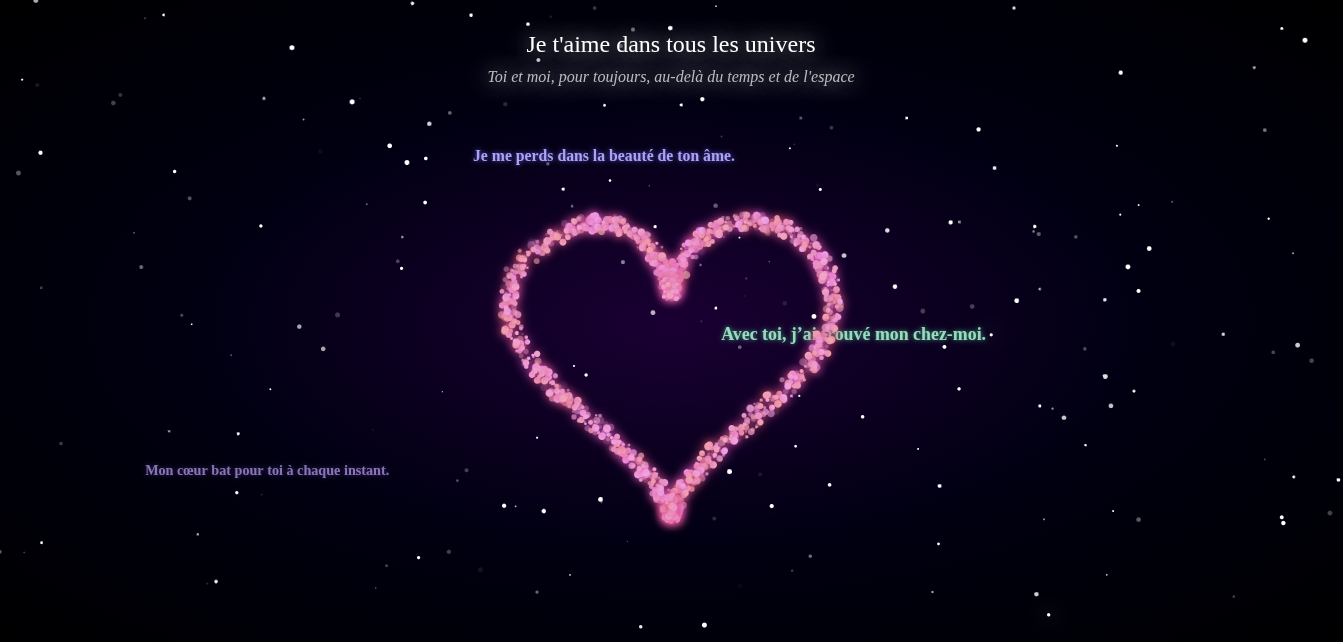 Je t'aime dans tous les univers
Toi et moi, pour toujours, au-delà du temps et de l'espace
Je me perds dans la beauté de ton âme.
Avec toi, j’ai trouvé mon chez-moi.
Mon cœur bat pour toi à chaque instant.